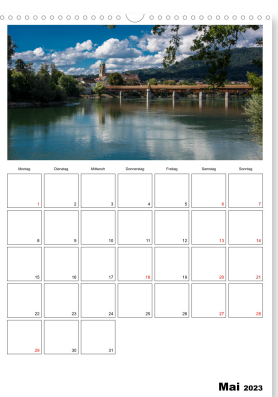 Montag Dienstag Mittwoch Donnerstag Freitag Samstag Sonntag
1 2 3 4 5 6 7
8 9 10 11 12 13 14
15 16 17 18 19 20 21
22 23 24 25 26 27 28
29 30 31
Mai 2023